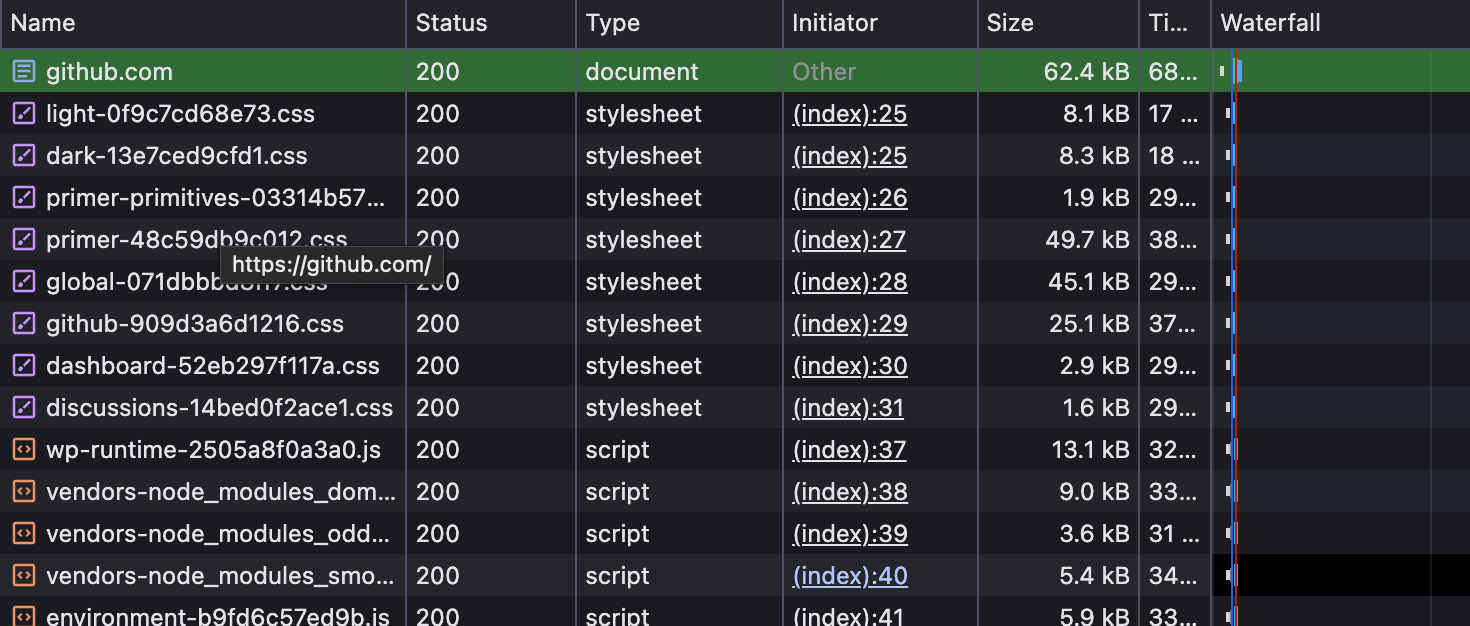 Name Status Type Initiator Size Ti... Waterfall
github.com 200 document Other 62.4 kB 68...
light-0f9c7cd68e73.css 200 stylesheet (index):25 8.1 kB 17 ...
dark-13e7ced9cfd1.css 200 stylesheet (index):25 8.3 kB 18 ...
primer-primitives-03314b57... 200 stylesheet (index):26 1.9 kB 29...
primer-48c59db9c012.css 200 stylesheet (index):27 49.7 kB 38...
https://github.com/
200 stylesheet (index):28 45.1 kB 29...
github-909d3a6d1216.css 200 stylesheet (index):29 25.1 kB 37...
dashboard-52eb297f117a.css 200 stylesheet (index):30 2.9 kB 29...
discussions-14bed0f2ace1.css 200 stylesheet (index):31 1.6 kB 29...
wp-runtime-2505a8f0a3a0.js 200 script (index):37 13.1 kB 32...
vendors-node_modules_dom... 200 script (index):38 9.0 kB 33...
vendors-node_modules_odd... 200 script (index):39 3.6 kB 31 ...
vendors-node_modules_smo... 200 script (index):40 5.4 kB 34...
environment-b9fd6c57ed9b.js 200 script (index):41 5.9 kB 33...